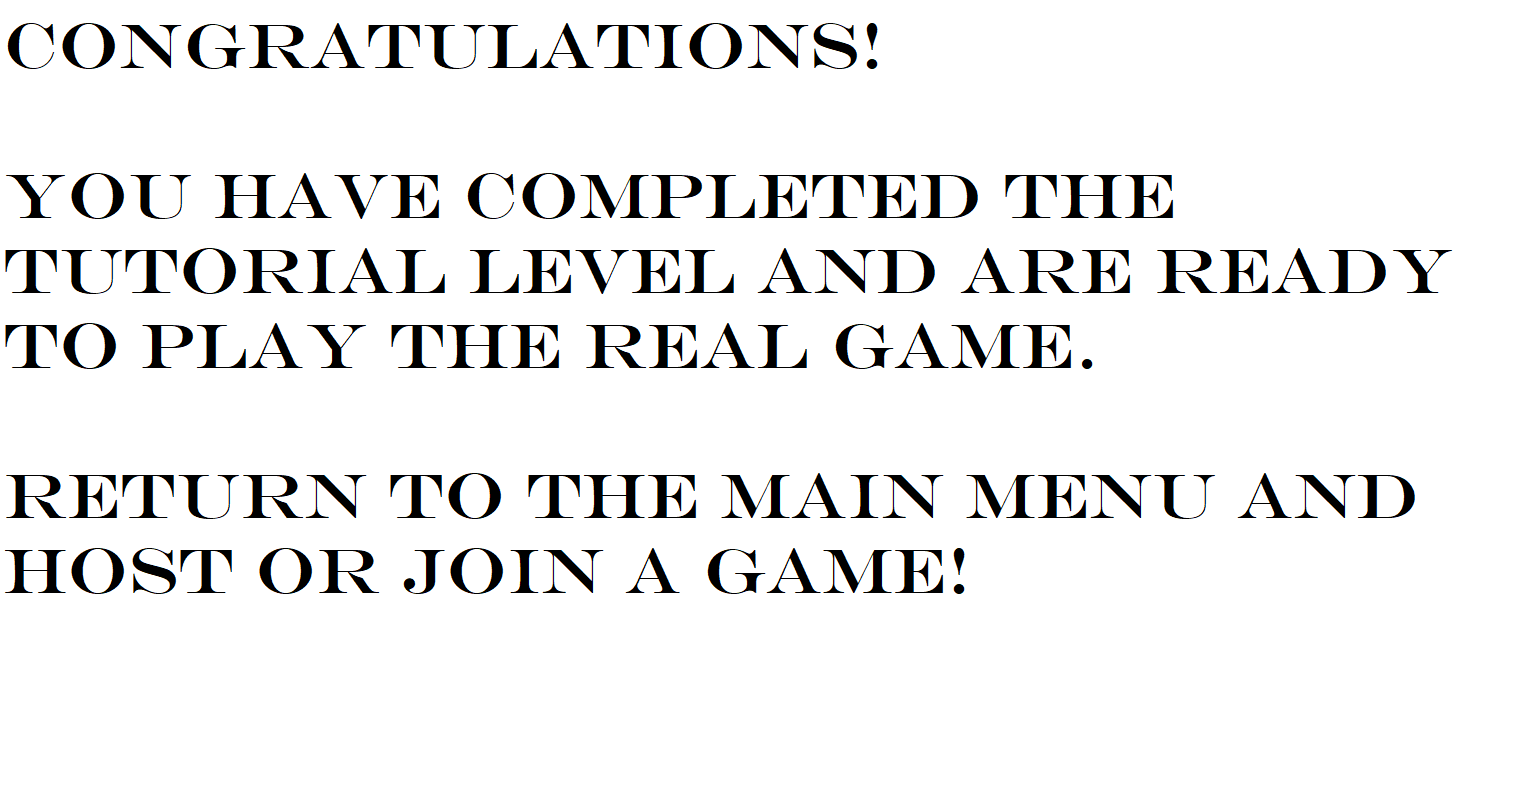 CONGRATULATIONS!
YOU HAVE COMPLETED THE
TUTORIAL LEVEL AND ARE READY
TO PLAY THE REAL GAME.
RETURN TO THE MAIN MENU AND
HOST OR JOIN A GAME!